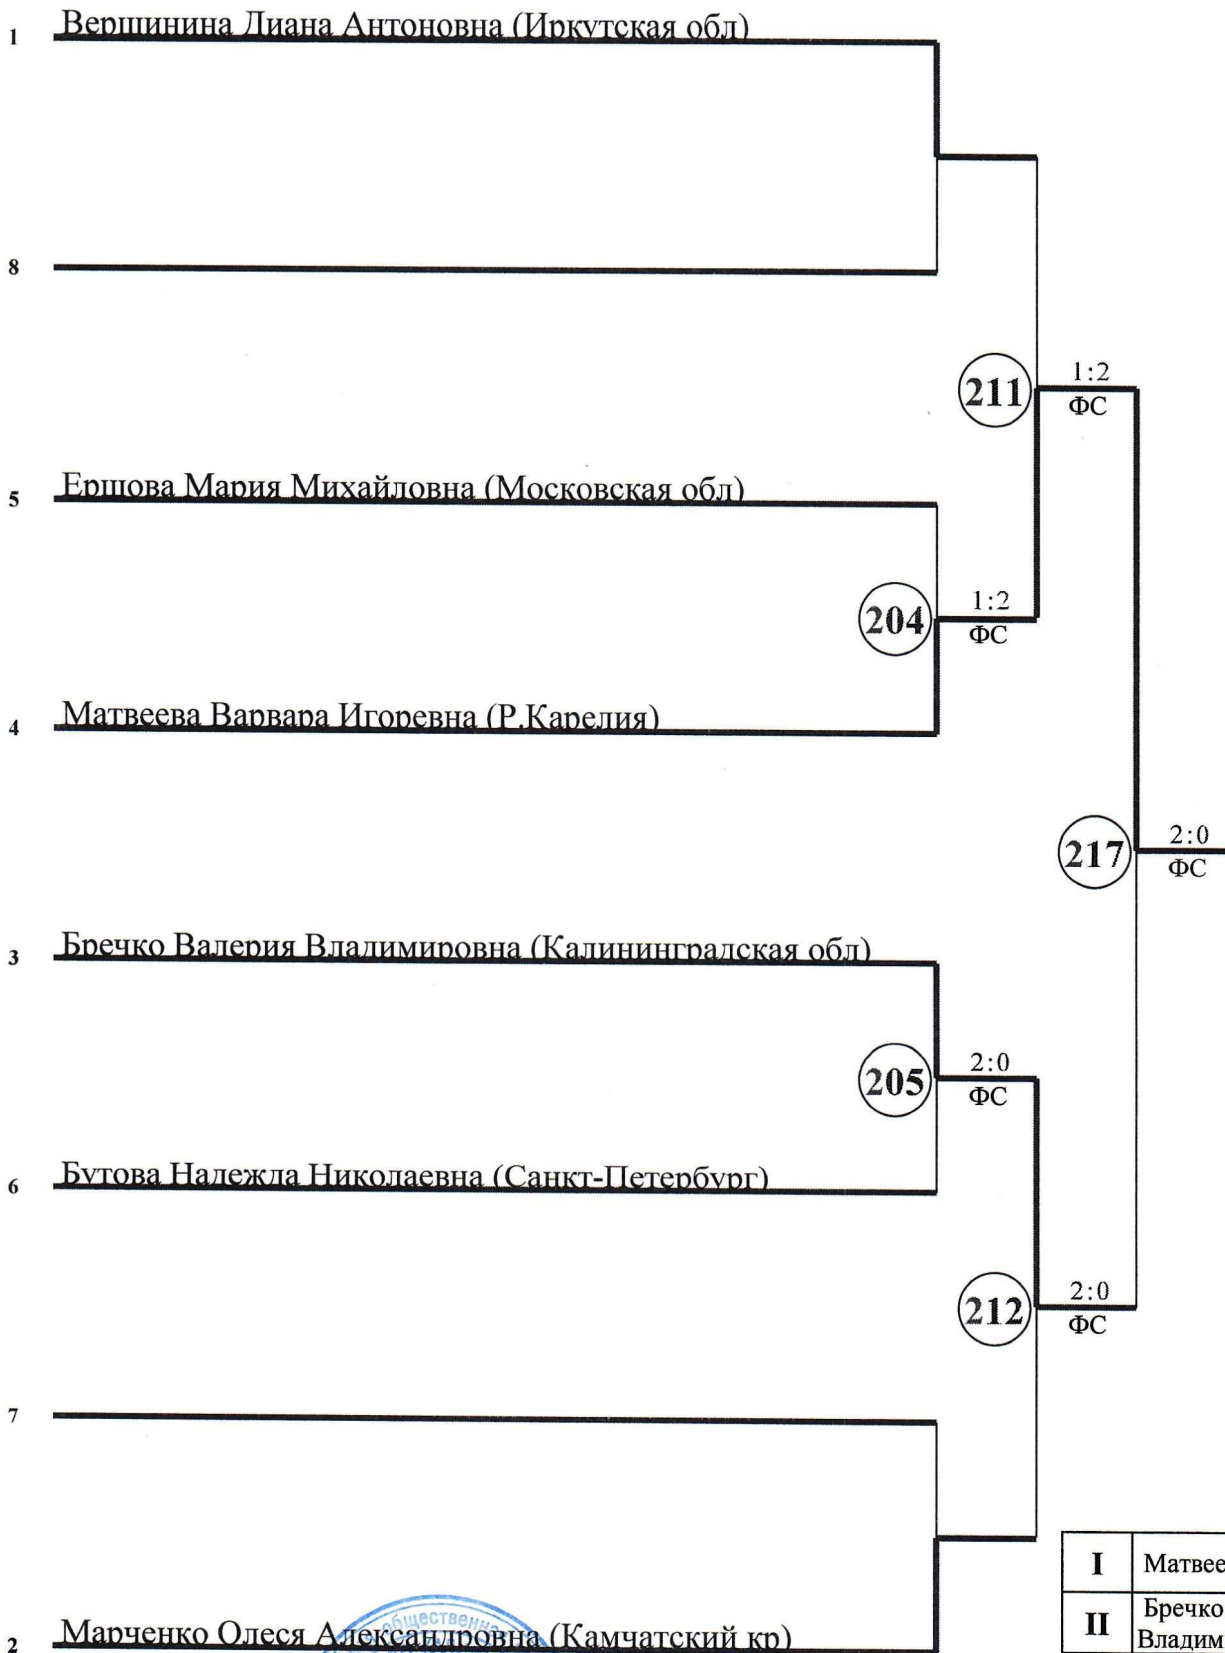 1 Вершинина Диана Антоновна (Иркутская обл)
8
211 1:2
ФС
5 Ершова Мария Михайловна (Московская обл)
204 1:2
ФС
4 Матвеева Варвара Игоревна (Р.Карелия)
217 2:0
ФС
3 Бречко Валерия Владимировна (Калининградская обл)
205 2:0
ФС
6 Бутова Надежда Николаевна (Санкт-Петербург)
212 2:0
ФС
7
I Матвее
II Бречко
Владим
2 Марченко Олеся Александровна (Камчатский кр)
общественна